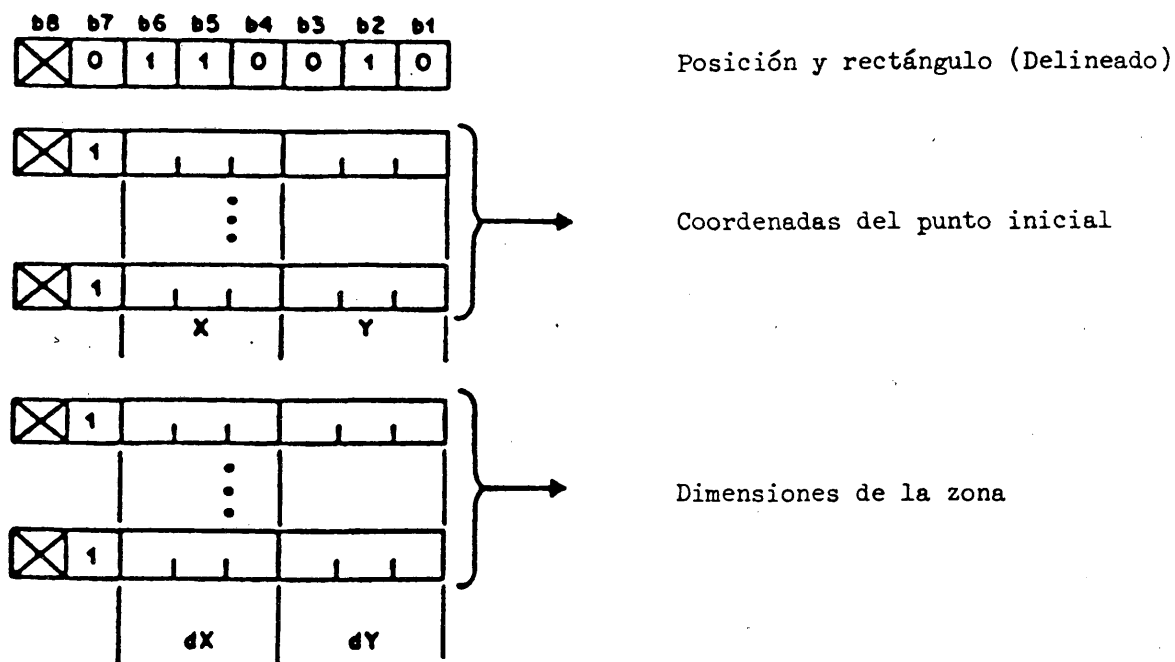 b8 b7 b6 b5 b4 b3 b2 b1
0 1 1 0 0 1 0
Posición y rectángulo (Delineado)
1
Coordenadas del punto inicial
1
X Y
1
Dimensiones de la zona
1
dX dY